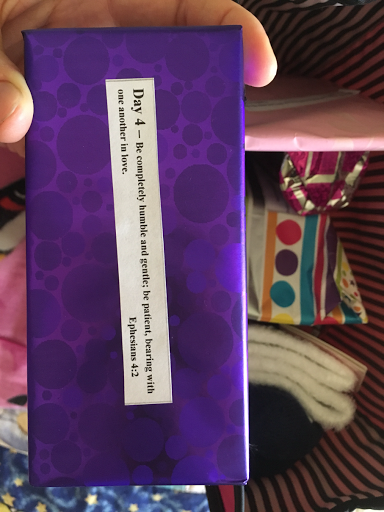 Day 4 – Be completely humble and gentle; be patient, bearing with
one another in love.
Ephesians 4:2